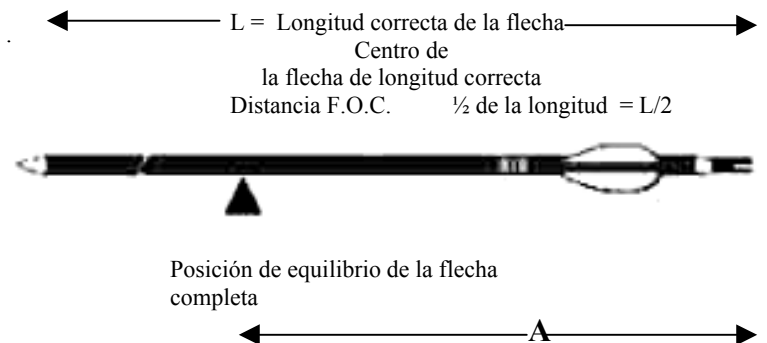 L = Longitud correcta de la flecha
Centro de
la flecha de longitud correcta
Distancia F.O.C. ½ de la longitud = L/2
Posición de equilibrio de la flecha
completa
A